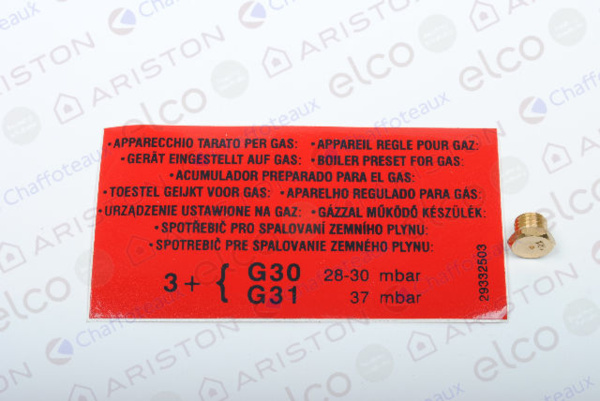 • APPARECCHIO TARATO PER GAS: • APPAREIL REGLE POUR GAZ:
• GERÄT EINGESTELLT AUF GAS: • BOILER PRESET FOR GAS:
• ACUMULADOR PREPARADO PARA EL GAS:
• TOESTEL GEIJKT VOOR GAS: • APARELHO REGULADO PARA GÁS:
• URZĄDZENIE USTAWIONE NA GAZ: • GÁZZAL MŰKÖDŐ KÉSZÜLÉK:
• SPOTŘEBIČ PRO SPALOVANÍ ZEMNÍHO PLYNU:
• SPOTREBIČ PRE SPALOVANIE ZEMNÉHO PLYNU:
3+ { G30 28-30 mbar
G31 37 mbar
29332503
ARISTON
elco
Chaffoteaux